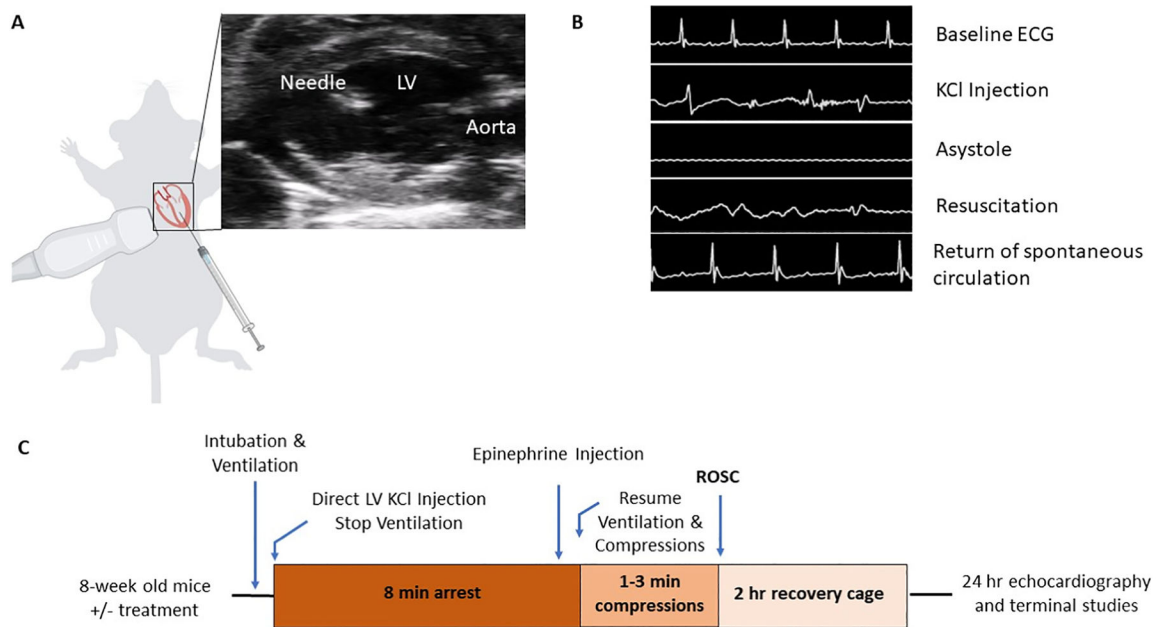 A
Needle
LV
Aorta
B
Baseline ECG
KCl Injection
Asystole
Resuscitation
Return of spontaneous
circulation
C
Intubation &
Ventilation
Direct LV KCl Injection
Stop Ventilation
Epinephrine Injection
Resume
Ventilation &
Compressions
ROSC
8-week old mice
+/- treatment
8 min arrest
1-3 min
compressions
2 hr recovery cage
24 hr echocardiography
and terminal studies